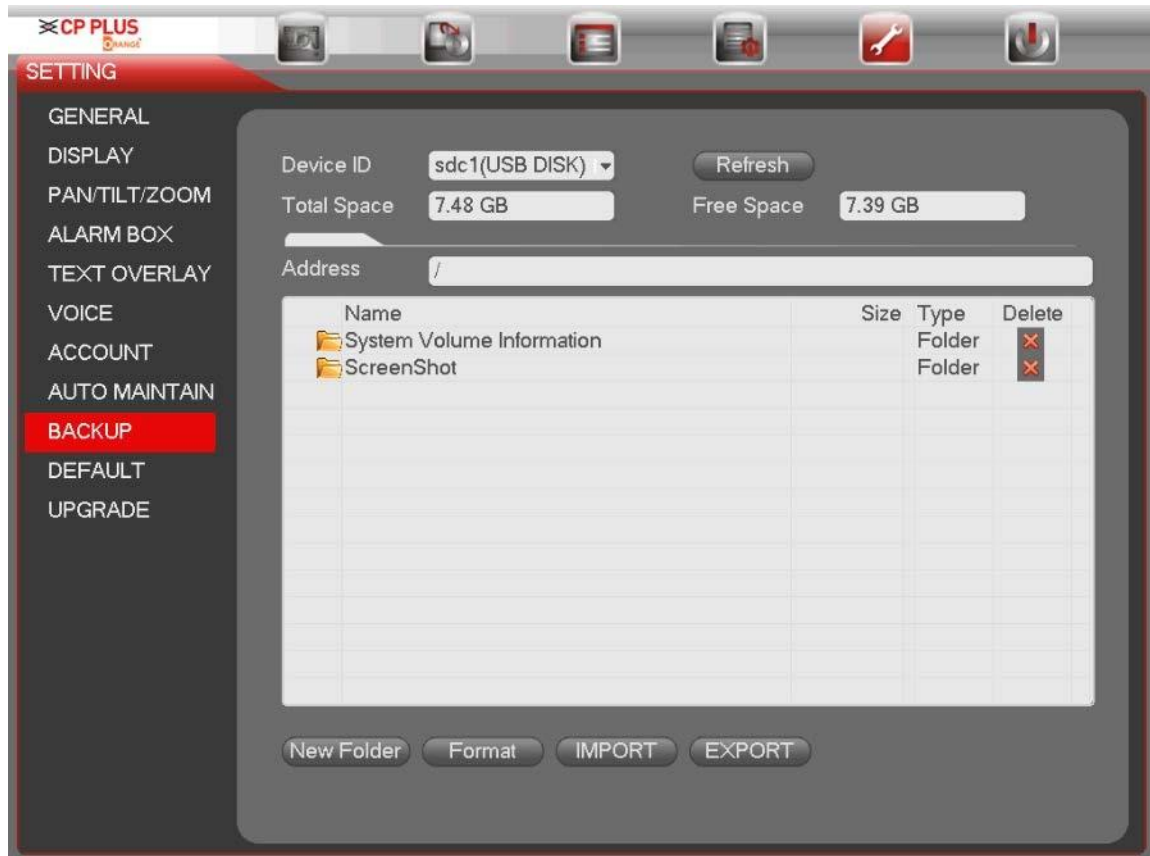 CP PLUS
ORANGE
SETTING
GENERAL
DISPLAY
PAN/TILT/ZOOM
ALARM BOX
TEXT OVERLAY
VOICE
ACCOUNT
AUTO MAINTAIN
BACKUP
DEFAULT
UPGRADE
Device ID sdc1(USB DISK) Refresh
Total Space 7.48 GB Free Space 7.39 GB
Address /
Name Size Type Delete
System Volume Information Folder
ScreenShot Folder
New Folder Format IMPORT EXPORT